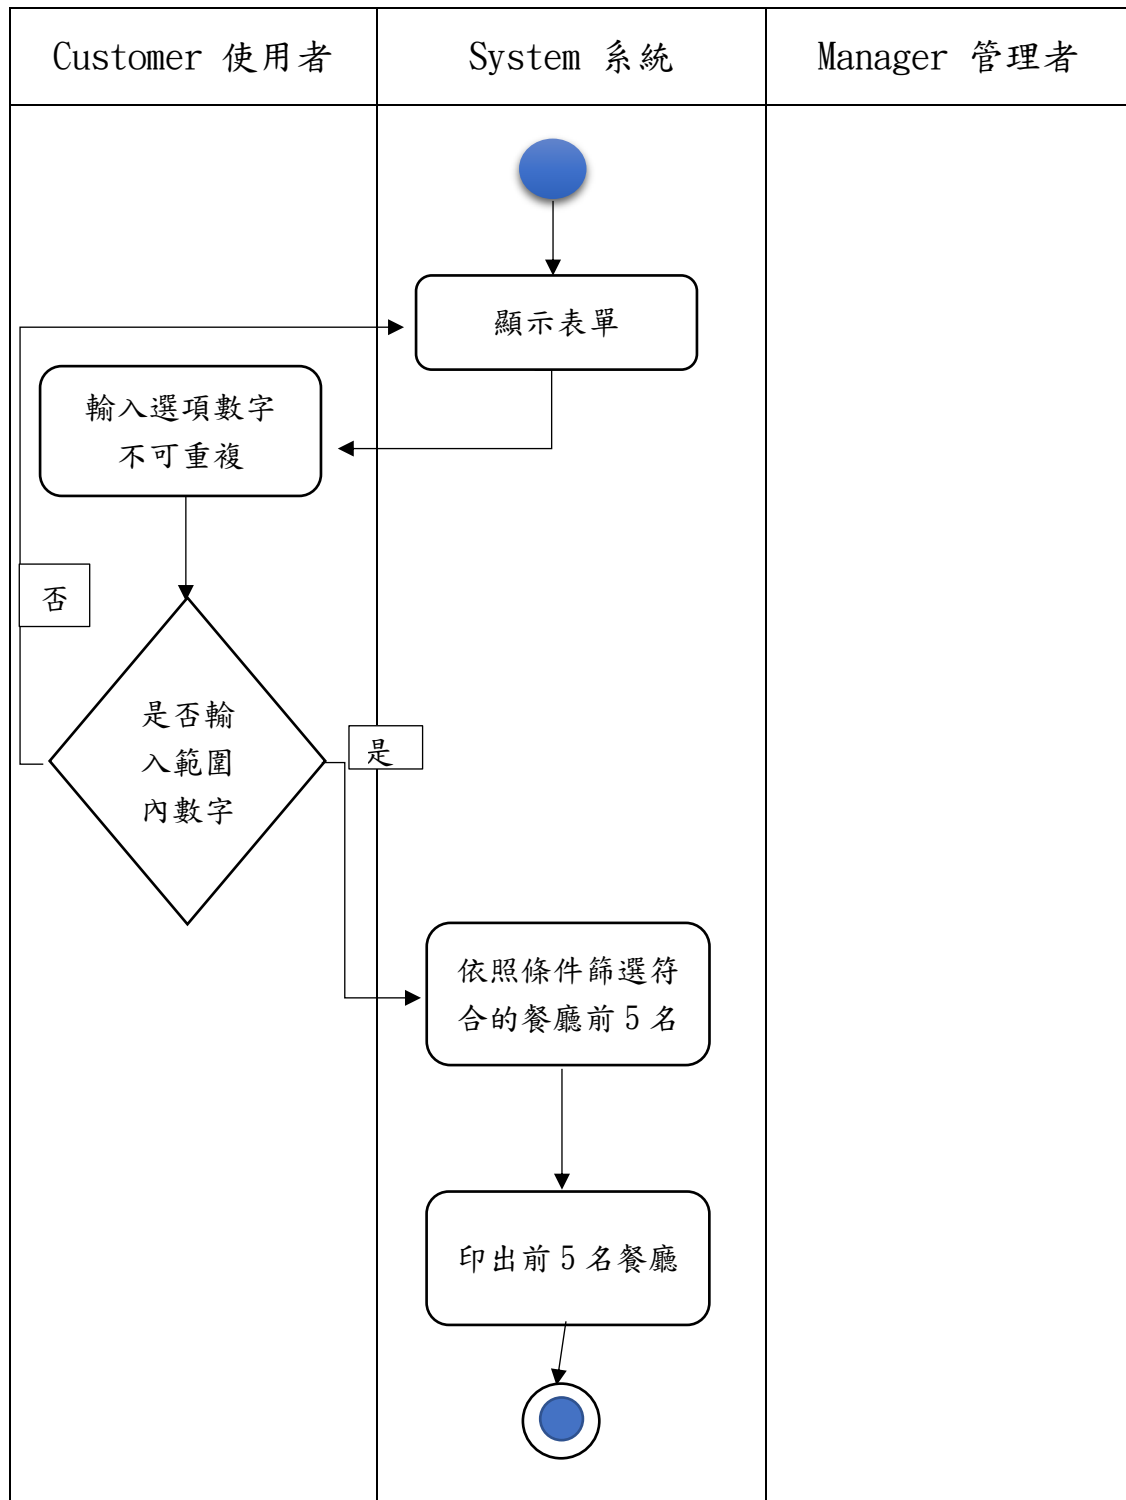 Customer 使用者
System 系統
Manager 管理者
顯示表單
輸入選項數字
不可重複
否
是否輸
入範圍
內數字
是
依照條件篩選符
合的餐廳前 5 名
印出前 5 名餐廳